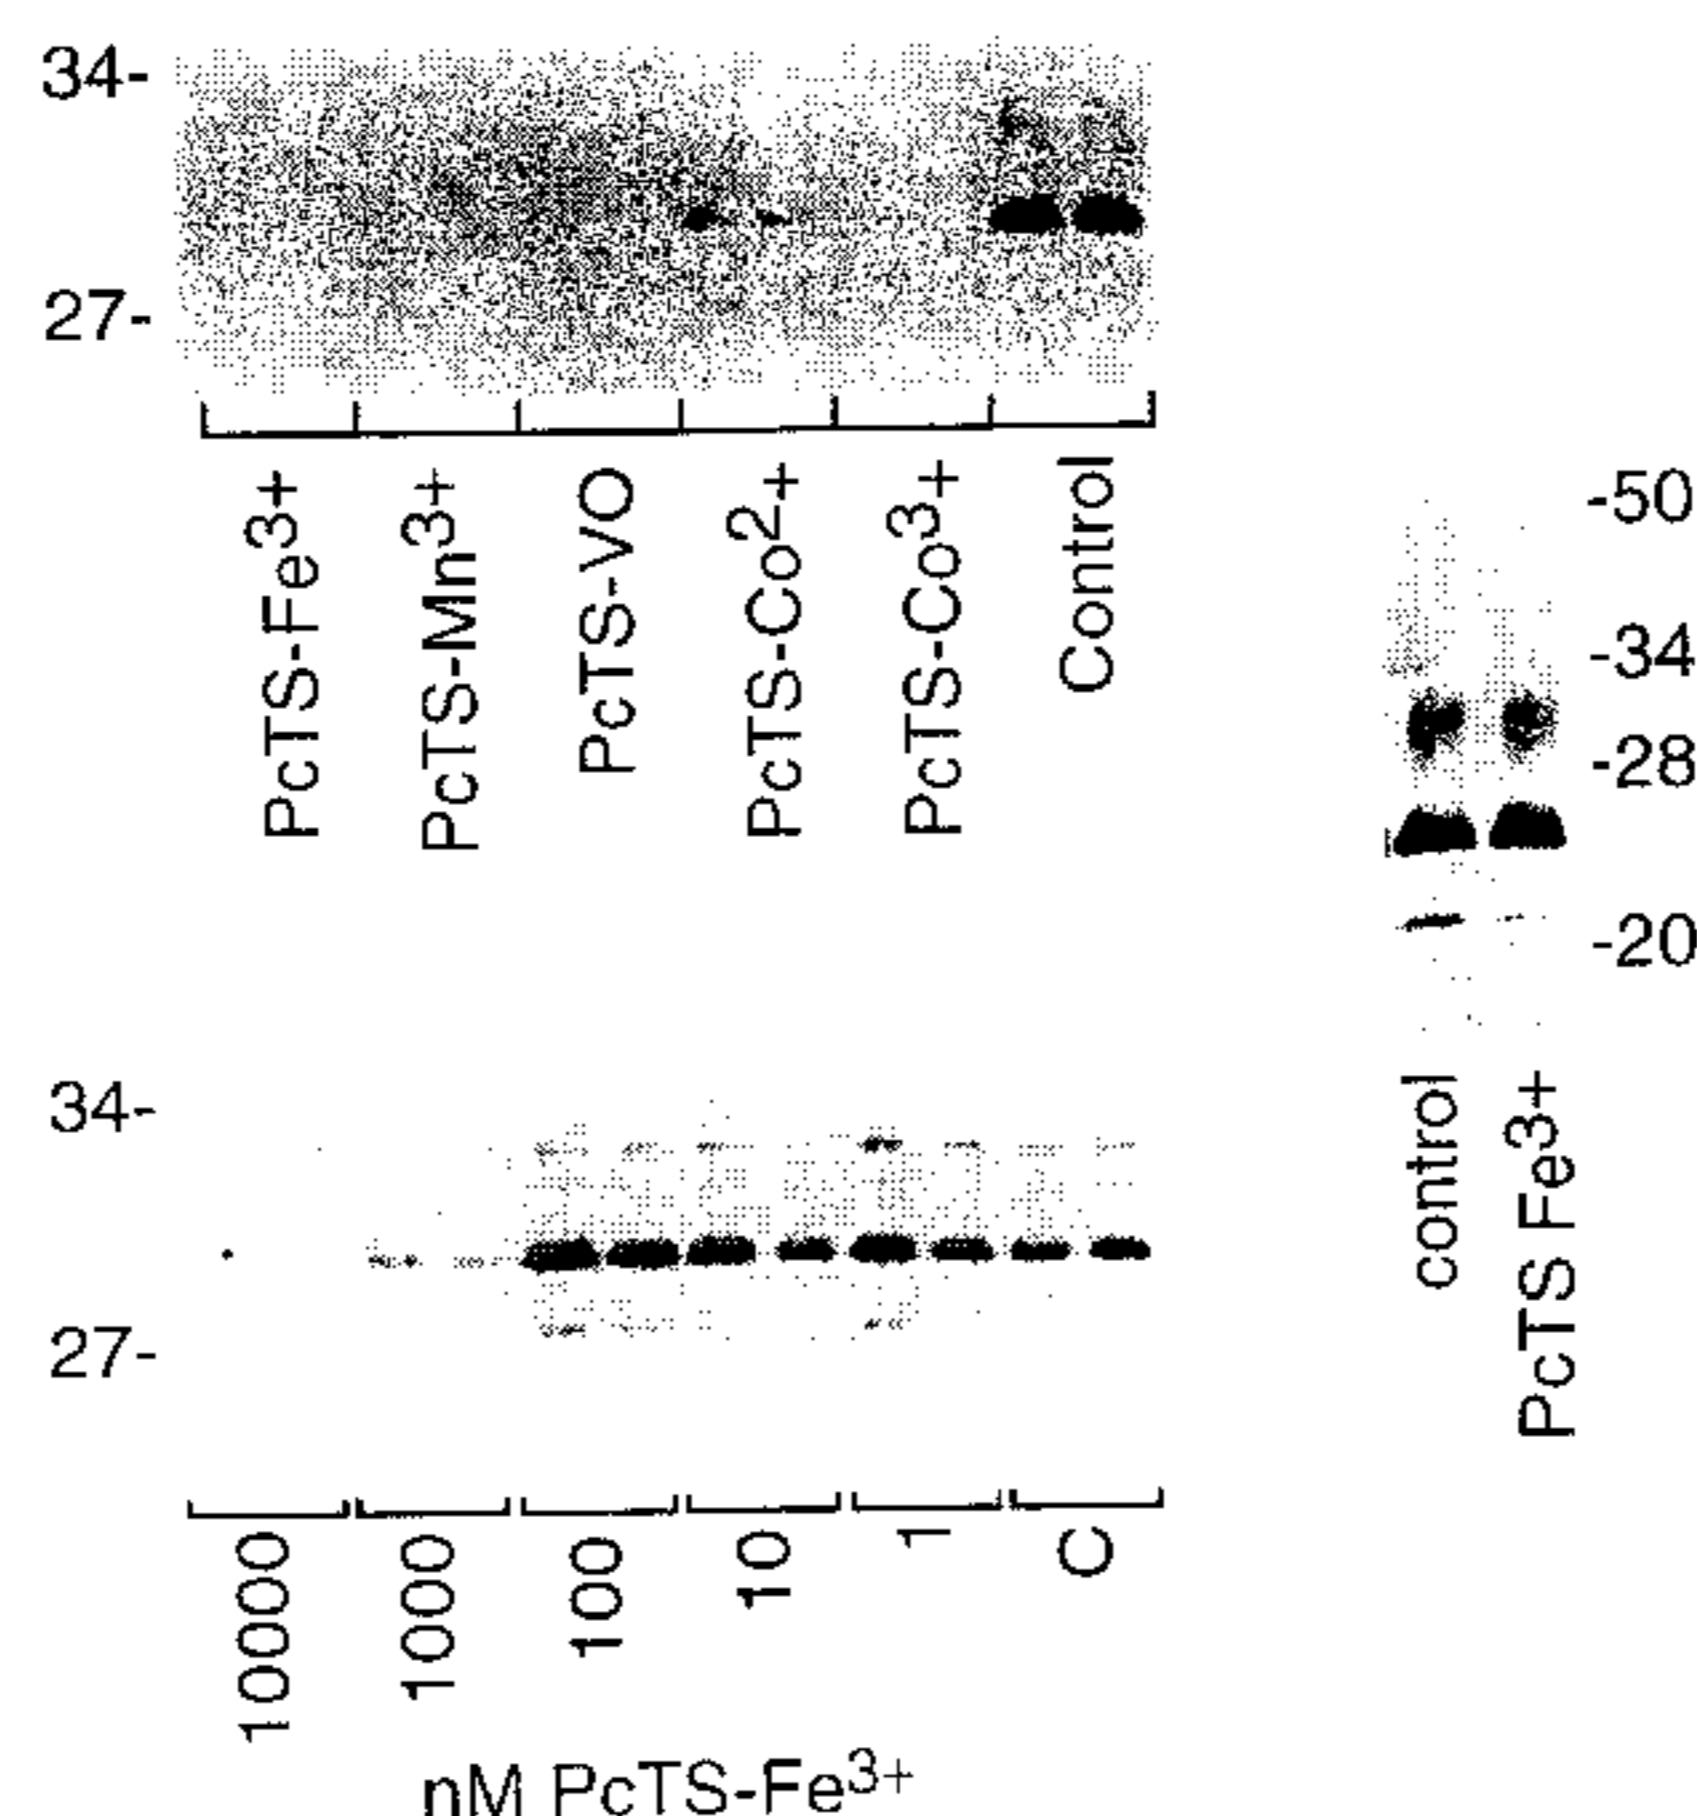 34-
27-
PcTS-Fe3+
PcTS-Mn3+
PcTS-VO
PcTS-Co2+
PcTS-Co3+
Control
-50
-34
-28
-20
control
PcTS Fe3+
34-
27-
10000
1000
100
10
1
C
nM PcTS-Fe3+